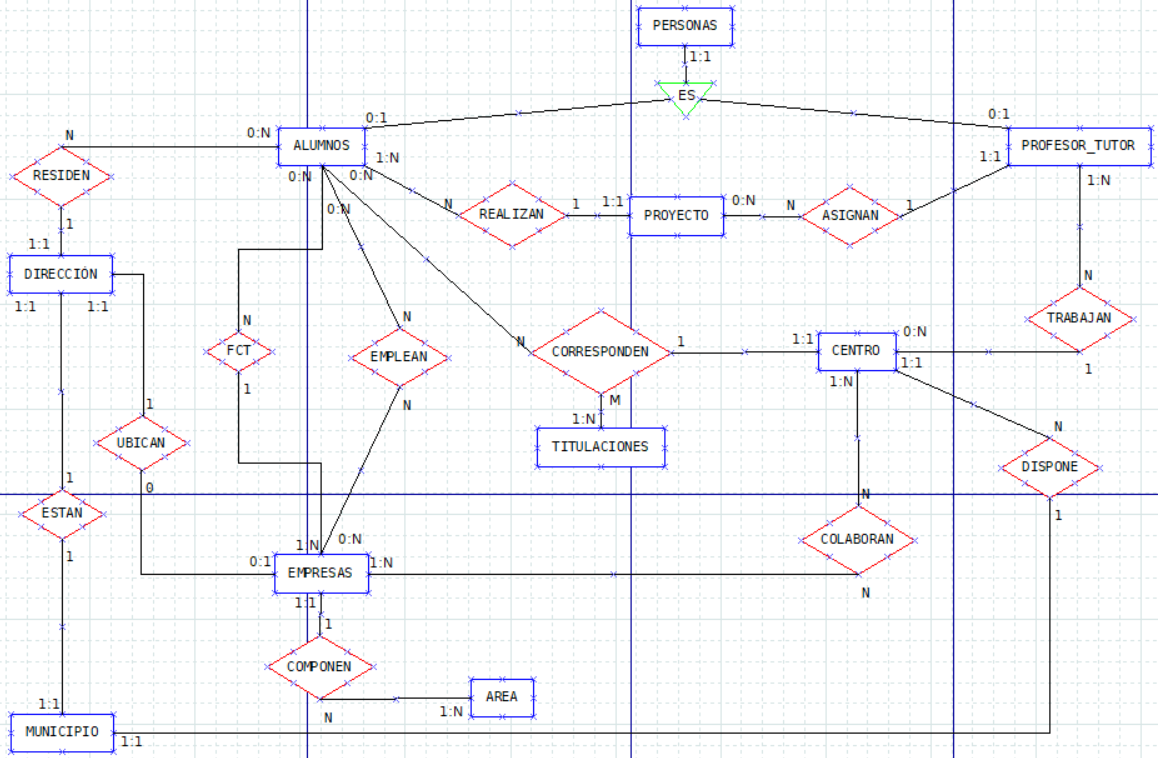 PERSONAS
1:1
ES
0:1
0:1
N
0:N
ALUMNOS
PROFESOR_TUTOR
1:N
1:1
RESIDEN
0:N
0:N
1:N
N
REALIZAN
1
1:1
PROYECTO
0:N
N
ASIGNAN
1
0:N
1
1:1
DIRECCIÓN
1:1
1:1
N
TRABAJAN
N
N
FCT
EMPLEAN
N
CORRESPONDEN
1
1:1
CENTRO
0:N
1:1
1
1
1:N
N
M
1
1:N
TITULACIONES
N
UBICAN
DISPONE
1
0
N
ESTAN
1
COLABORAN
1
1:N
0:N
0:1
EMPRESAS
1:N
N
1:1
1
COMPONEN
AREA
N
1:N
1:1
MUNICIPIO
1:1